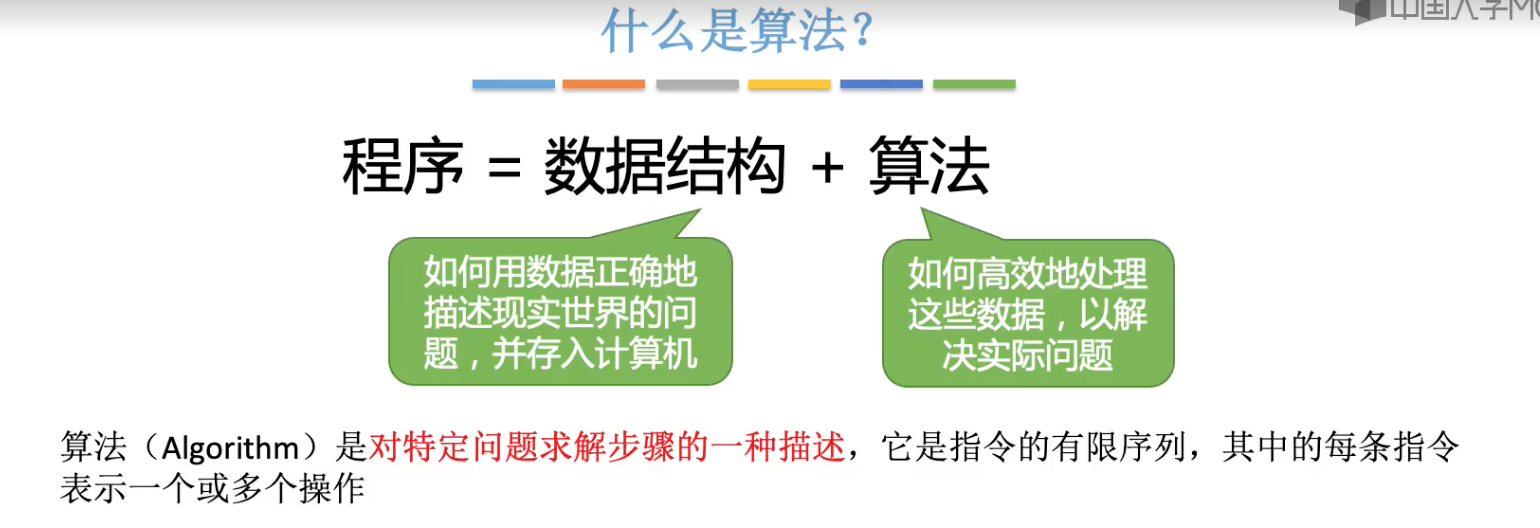 中国大学MO
什么是算法?
程序 = 数据结构 + 算法
如何用数据正确地
描述现实世界的问
题，并存入计算机
如何高效地处理
这些数据，以解
决实际问题
算法（Algorithm）是对特定问题求解步骤的一种描述，它是指令的有限序列，其中的每条指令
表示一个或多个操作